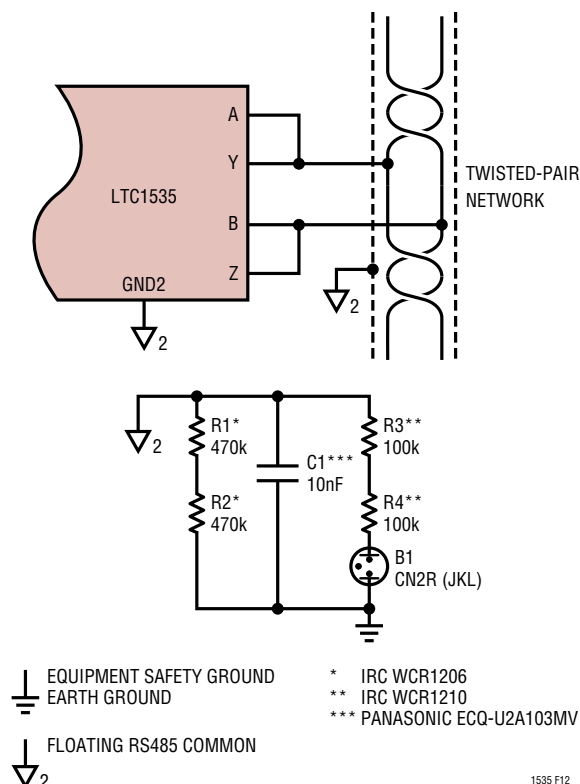 A
Y
LTC1535
B
Z
GND2
2
2
TWISTED-PAIR
NETWORK
2
R1*
470k
R2*
470k
C1***
10nF
R3**
100k
R4**
100k
B1
CN2R (JKL)
EQUIPMENT SAFETY GROUND
EARTH GROUND
FLOATING RS485 COMMON
2
* IRC WCR1206
** IRC WCR1210
*** PANASONIC ECQ-U2A103MV
1535 F12